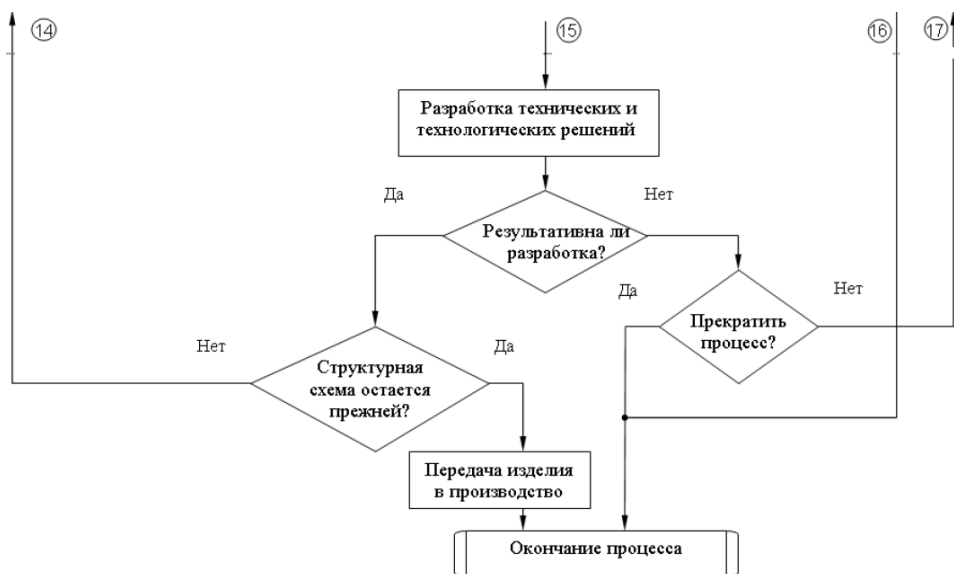 14
15
16
17
Разработка технических и
технологических решений
Да
Нет
Результативна ли
разработка?
Да
Нет
Прекратить
процесс?
Нет
Да
Структурная
схема остается
прежней?
Передача изделия
в производство
Окончание процесса